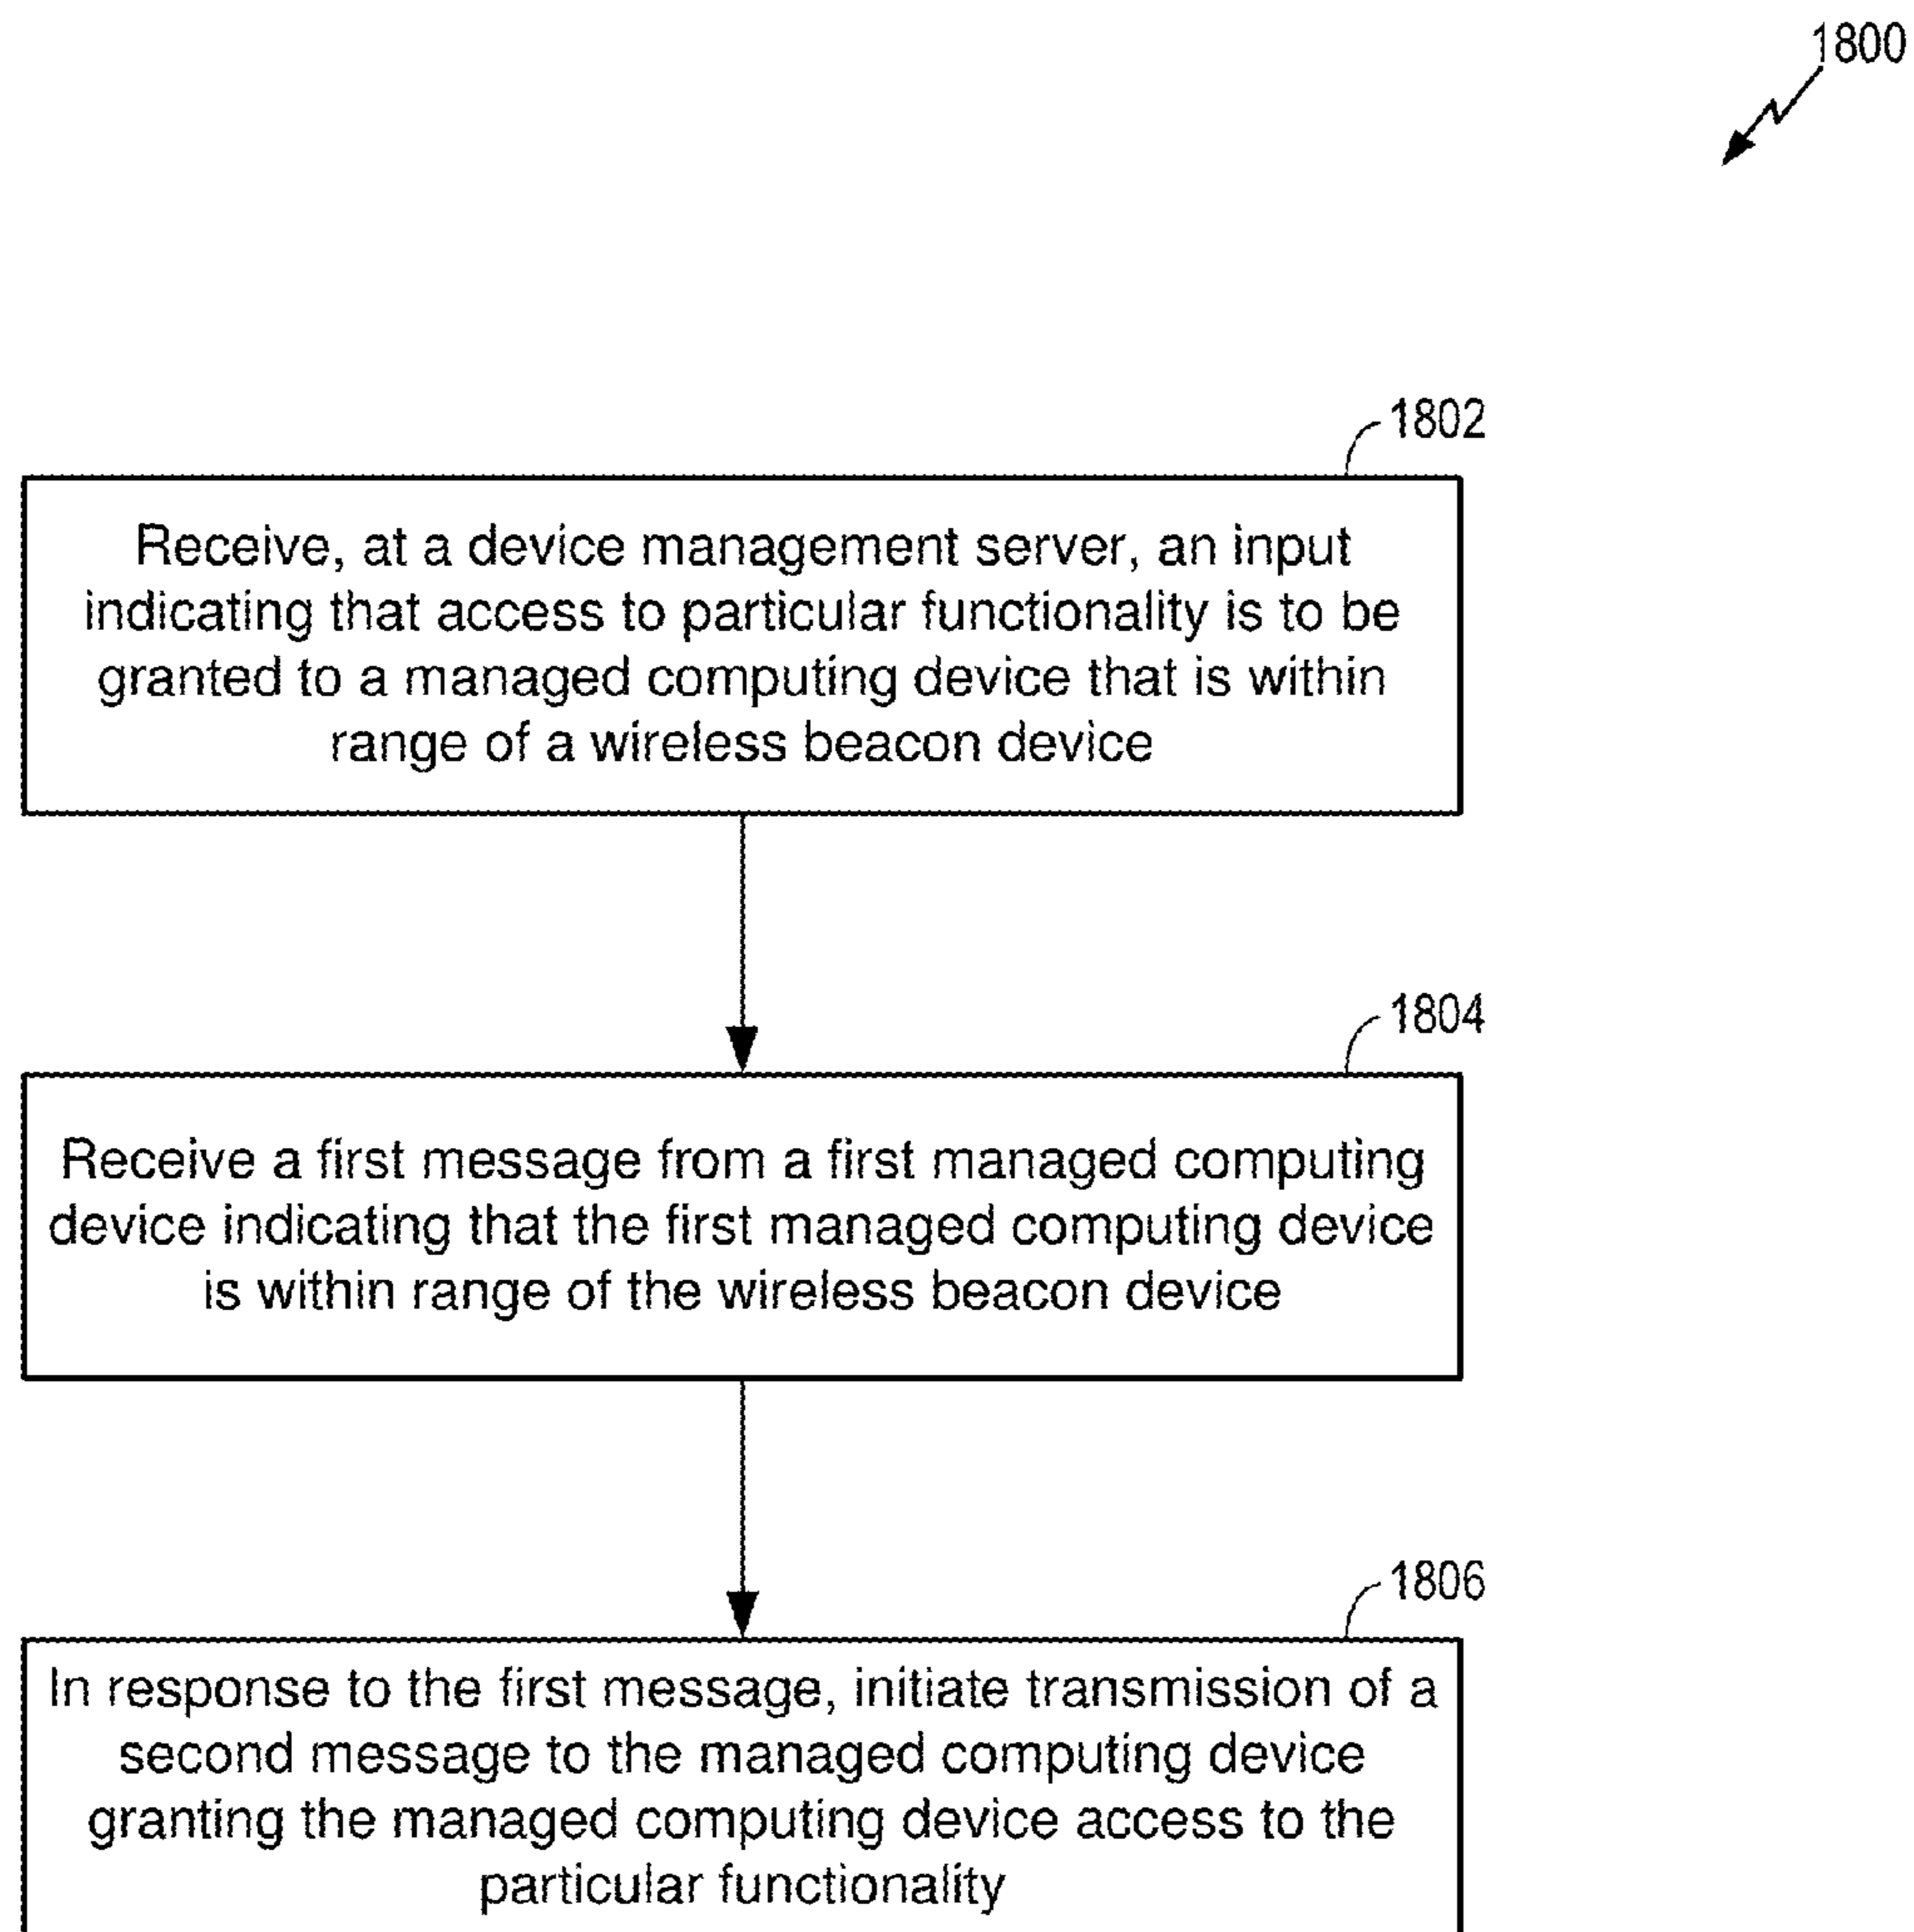 1800
1802
Receive, at a device management server, an input
indicating that access to particular functionality is to be
granted to a managed computing device that is within
range of a wireless beacon device
1804
Receive a first message from a first managed computing
device indicating that the first managed computing device
is within range of the wireless beacon device
1806
In response to the first message, initiate transmission of a
second message to the managed computing device
granting the managed computing device access to the
particular functionality